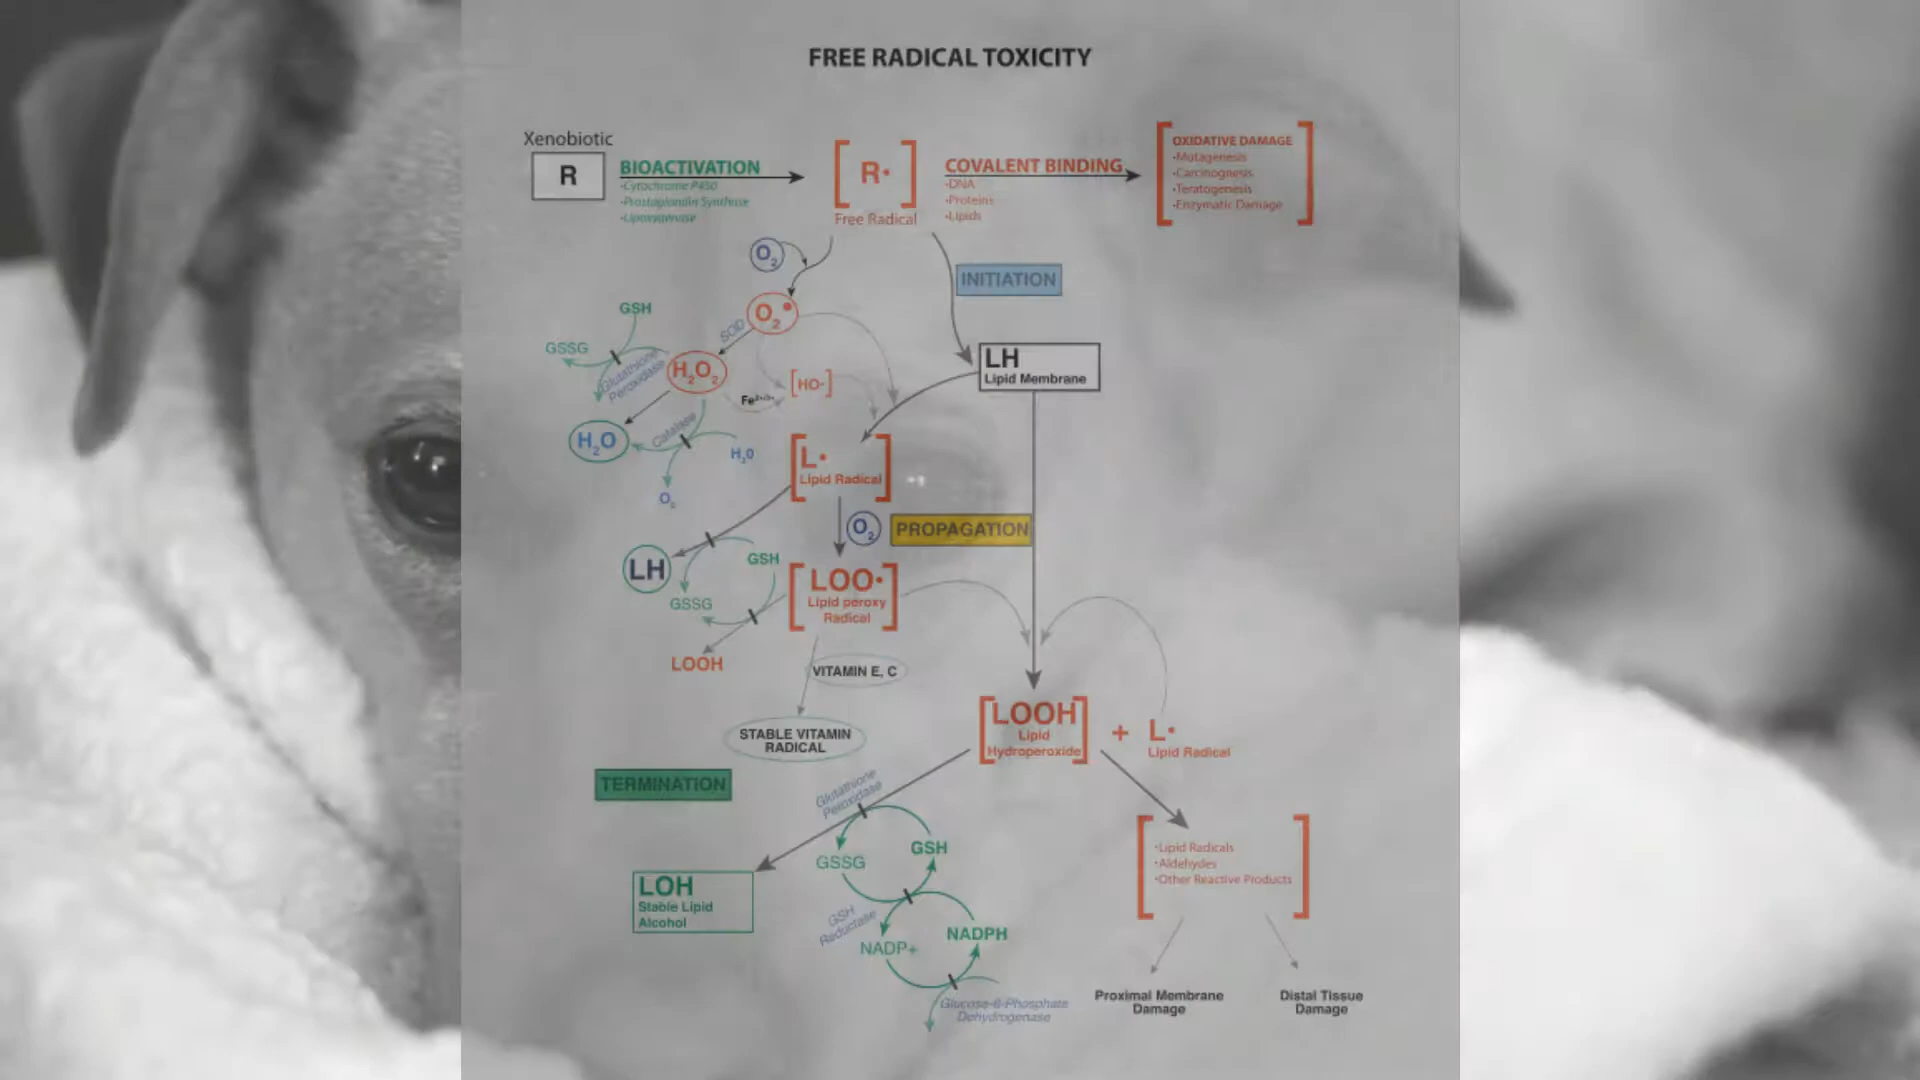 FREE RADICAL TOXICITY
Xenobiotic
R
BIOACTIVATION
•Cytochrome P450
•Prostaglandin Synthase
•Lipoxygenase
R•
Free Radical
COVALENT BINDING
•DNA
•Proteins
•Lipids
OXIDATIVE DAMAGE
•Mutagenesis
•Carcinognesis
•Teratogenesis
•Enzymatic Damage
O2
INITIATION
O2•
SOD
GSH
GSSG
Glutathione
Peroxidase
H2O2
[HO·]
Fe2+/3+
LH
Lipid Membrane
H2O
Catalase
H20
O2
L•
Lipid Radical
O2
PROPAGATION
LH
GSH
GSSG
LOO•
Lipid peroxy
Radical
LOOH
VITAMIN E, C
STABLE VITAMIN
RADICAL
LOOH
Lipid
Hydroperoxide
+
L•
Lipid Radical
TERMINATION
Glutathione
Peroxidase
GSSG
GSH
LOH
Stable Lipid
Alcohol
GSH
Reductase
NADP+
NADPH
Glucose-6-Phosphate
Dehydrogenase
•Lipid Radicals
•Aldehydes
•Other Reactive Products
Proximal Membrane
Damage
Distal Tissue
Damage